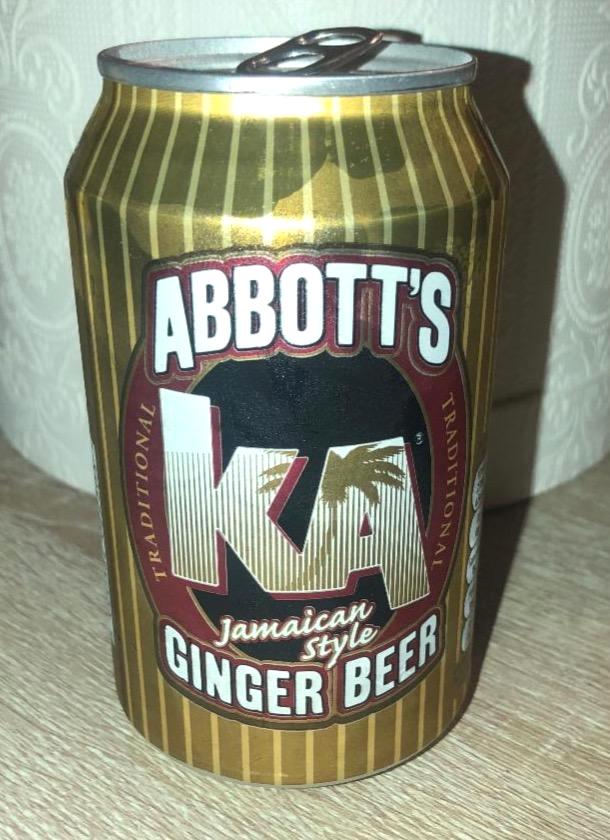 ABBOTT'S
TRADITIONAL
KA®
TRADITIONAL
Jamaican
Style
GINGER BEER